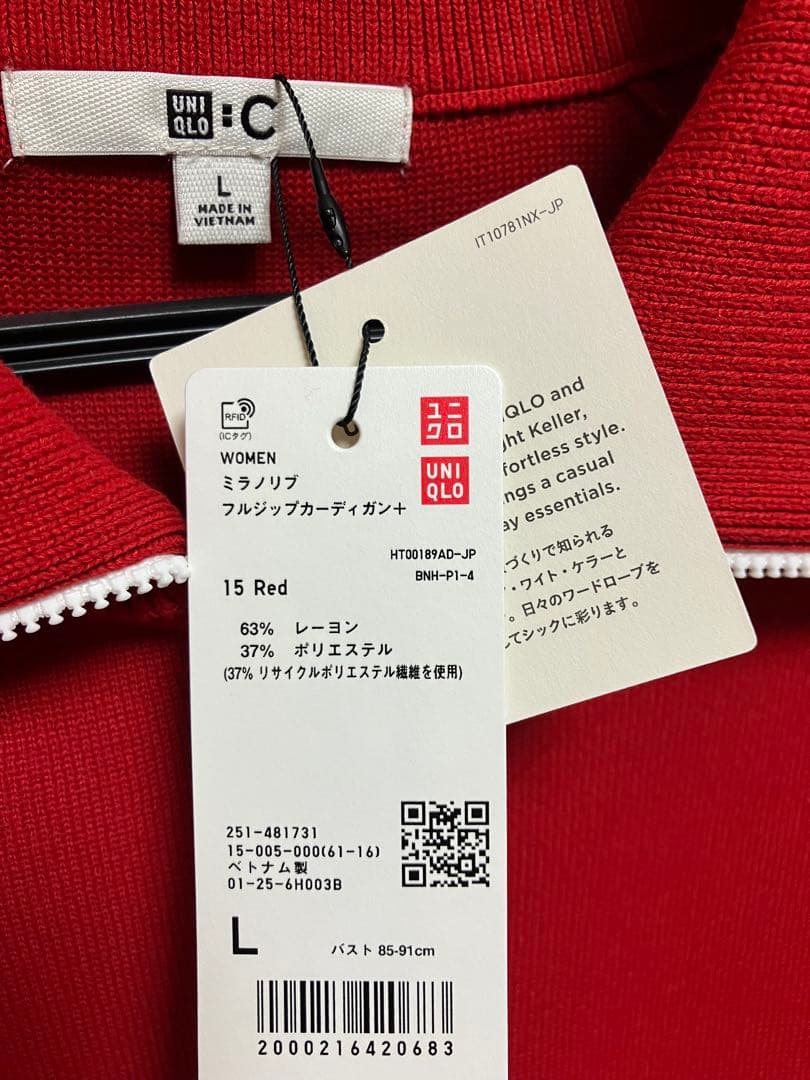 UNI
QLO : C
L
MADE IN
VIETNAM
IT10781NX-JP
QLO and
ht Keller,
fortless style.
ngs a casual
ay essentials.
づくりで知られる
・ワイト・ケラーと
。日々のワードローブを
てシックに彩ります。
RFID
(ICタグ)
ユニ
クロ
UNI
QLO
WOMEN
ミラノリブ
フルジップカーディガン+
HT00189AD-JP
BNH-P1-4
15 Red
63% レーヨン
37% ポリエステル
(37% リサイクルポリエステル繊維を使用)
251-481731
15-005-000(61-16)
ベトナム製
01-25-6H003B
L バスト 85-91cm
2000216420683